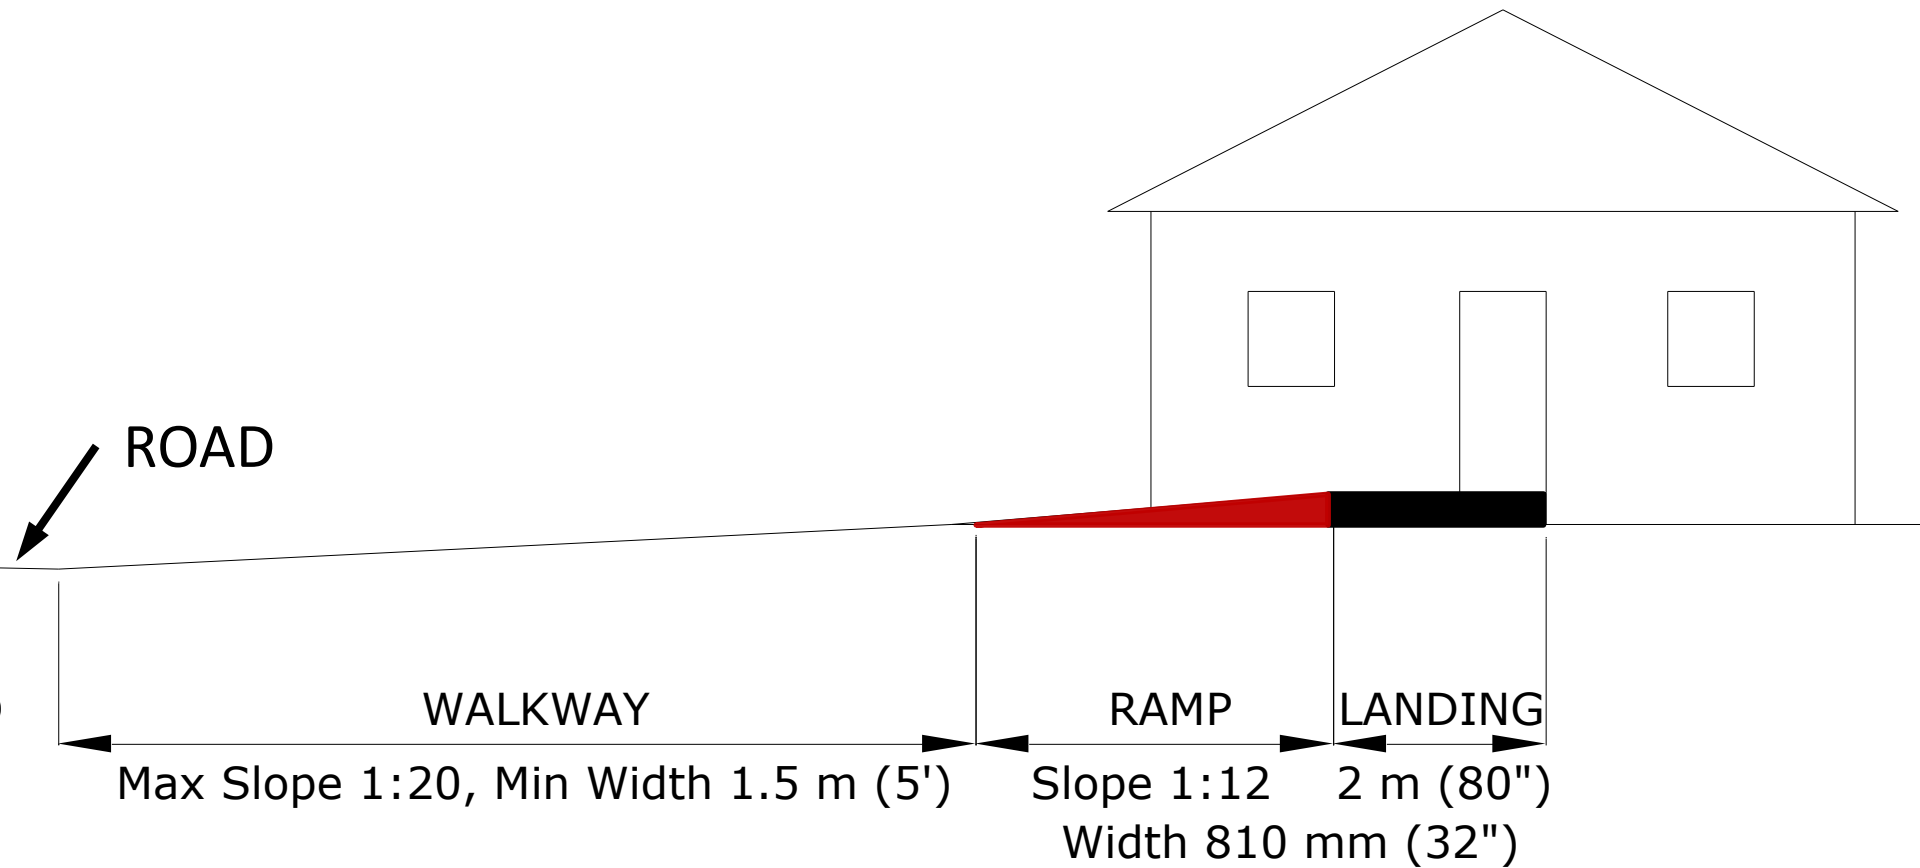 ROAD
WALKWAY
RAMP
LANDING
Max Slope 1:20, Min Width 1.5 m (5')
Slope 1:12
2 m (80")
Width 810 mm (32")